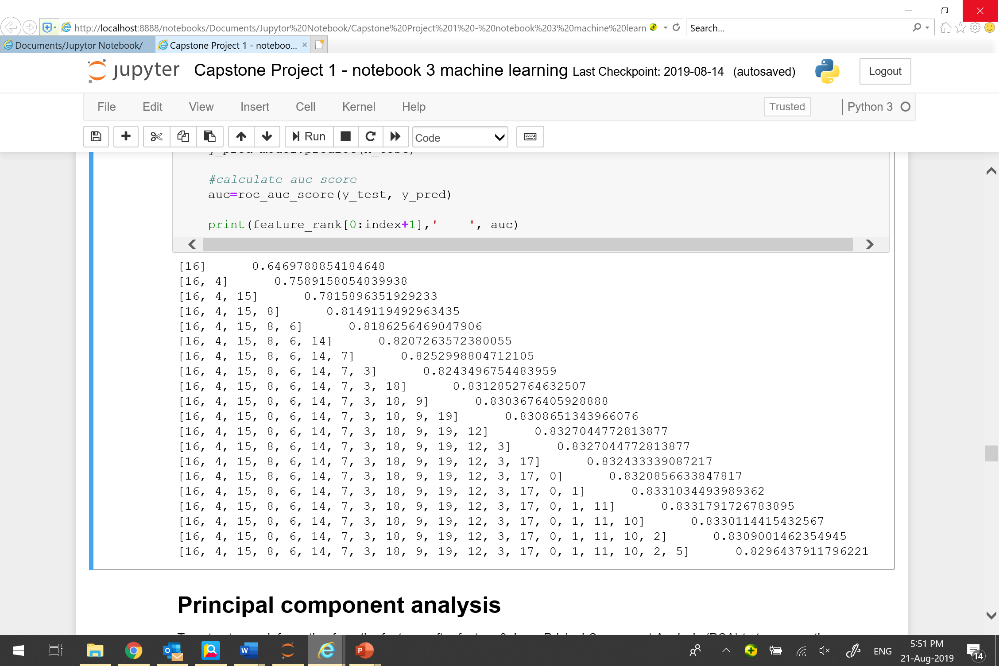 http://localhost:8888/notebooks/Documents/Jupytor%20Notebook/Capstone%20Project%201%20-%20notebook%203%20machine%20learn
Search...
Documents/Jupytor Notebook/
Capstone Project 1 - noteboo...
jupyter Capstone Project 1 - notebook 3 machine learning Last Checkpoint: 2019-08-14 (autosaved)
Logout
File Edit View Insert Cell Kernel Help
Trusted
Python 3
Run
Code
#calculate auc score
auc=roc_auc_score(y_test, y_pred)
print(feature_rank[0:index+1],'    ', auc)
[16]      0.6469788854184648
[16, 4]      0.7589158054839938
[16, 4, 15]      0.7815896351929233
[16, 4, 15, 8]      0.8149119492963435
[16, 4, 15, 8, 6]      0.8186256469047906
[16, 4, 15, 8, 6, 14]      0.8207263572380055
[16, 4, 15, 8, 6, 14, 7]      0.8252998804712105
[16, 4, 15, 8, 6, 14, 7, 3]      0.8243496754483959
[16, 4, 15, 8, 6, 14, 7, 3, 18]      0.8312852764632507
[16, 4, 15, 8, 6, 14, 7, 3, 18, 9]      0.8303676405928888
[16, 4, 15, 8, 6, 14, 7, 3, 18, 9, 19]      0.8308651343966076
[16, 4, 15, 8, 6, 14, 7, 3, 18, 9, 19, 12]      0.8327044772813877
[16, 4, 15, 8, 6, 14, 7, 3, 18, 9, 19, 12, 3]      0.8327044772813877
[16, 4, 15, 8, 6, 14, 7, 3, 18, 9, 19, 12, 3, 17]      0.832433339087217
[16, 4, 15, 8, 6, 14, 7, 3, 18, 9, 19, 12, 3, 17, 0]      0.8320856633847817
[16, 4, 15, 8, 6, 14, 7, 3, 18, 9, 19, 12, 3, 17, 0, 1]      0.8331034493989362
[16, 4, 15, 8, 6, 14, 7, 3, 18, 9, 19, 12, 3, 17, 0, 1, 11]      0.8331791726783895
[16, 4, 15, 8, 6, 14, 7, 3, 18, 9, 19, 12, 3, 17, 0, 1, 11, 10]      0.8330114415432567
[16, 4, 15, 8, 6, 14, 7, 3, 18, 9, 19, 12, 3, 17, 0, 1, 11, 10, 2]      0.8309001462354945
[16, 4, 15, 8, 6, 14, 7, 3, 18, 9, 19, 12, 3, 17, 0, 1, 11, 10, 2, 5]      0.8296437911796221
Principal component analysis
ENG
5:51 PM
21-Aug-2019
14